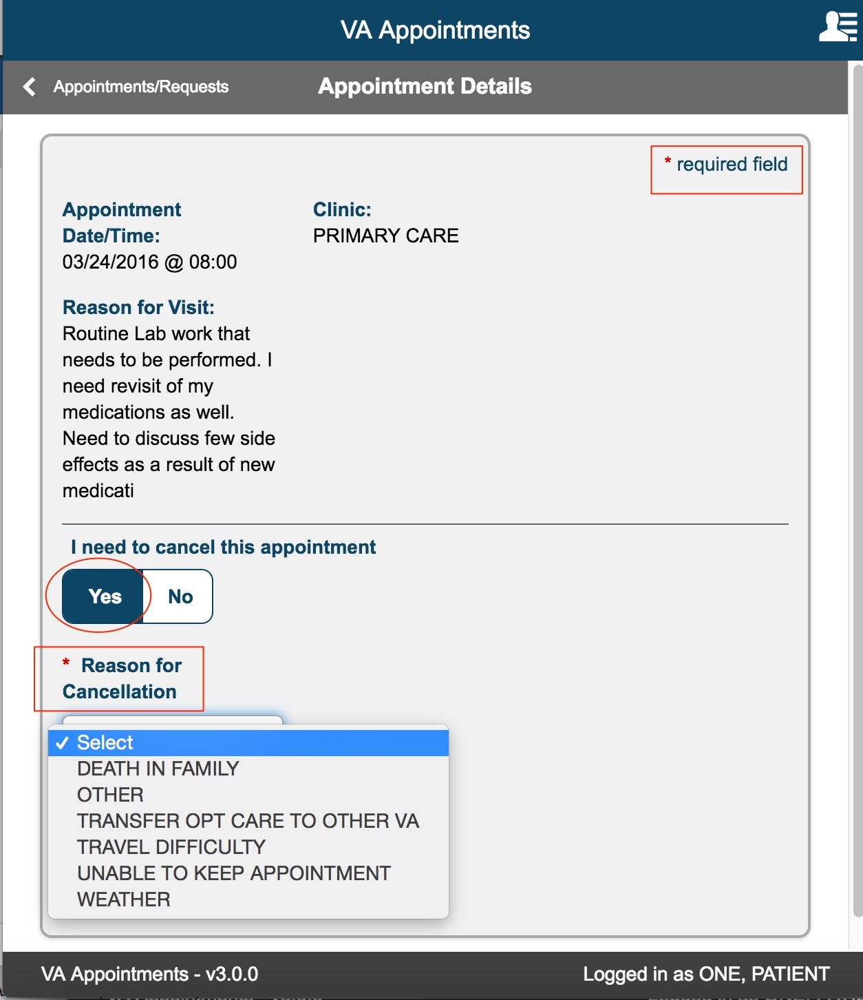 VA Appointments
Appointments/Requests
Appointment Details
* required field
Appointment
Date/Time:
03/24/2016 @ 08:00
Clinic:
PRIMARY CARE
Reason for Visit:
Routine Lab work that
needs to be performed. I
need revisit of my
medications as well.
Need to discuss few side
effects as a result of new
medicati
I need to cancel this appointment
Yes
No
* Reason for
Cancellation
✓ Select
DEATH IN FAMILY
OTHER
TRANSFER OPT CARE TO OTHER VA
TRAVEL DIFFICULTY
UNABLE TO KEEP APPOINTMENT
WEATHER
VA Appointments - v3.0.0
Logged in as ONE, PATIENT